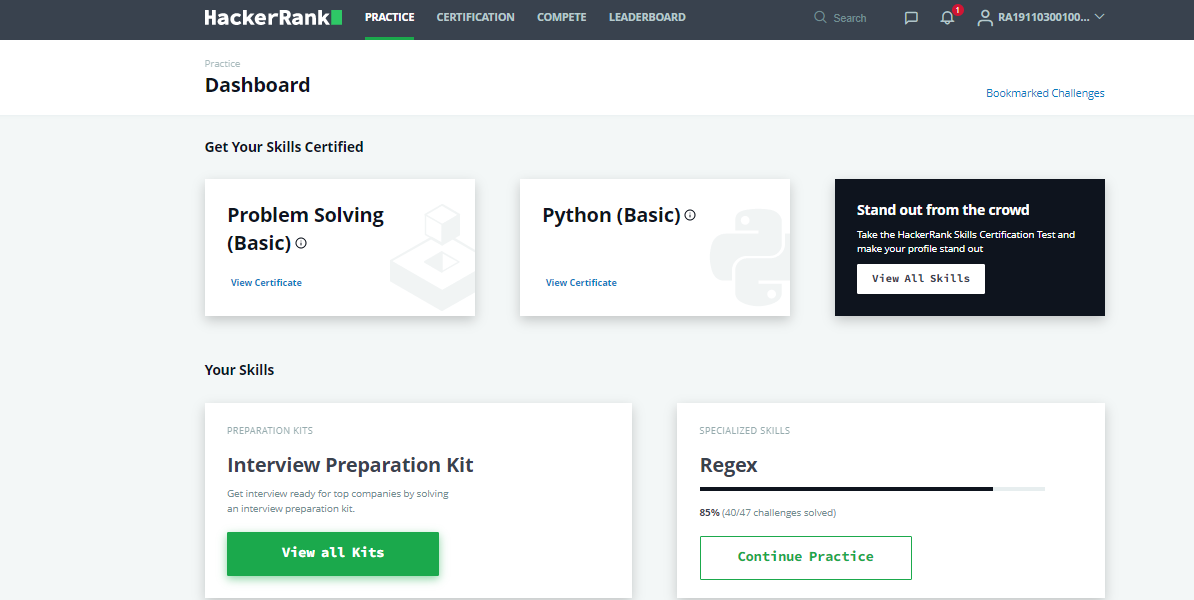 HackerRank
PRACTICE
CERTIFICATION
COMPETE
LEADERBOARD
Search
1
RA19110300100...
Practice
Dashboard
Bookmarked Challenges
Get Your Skills Certified
Problem Solving
(Basic)
View Certificate
Python (Basic)
View Certificate
Stand out from the crowd
Take the HackerRank Skills Certification Test and
make your profile stand out
View All Skills
Your Skills
PREPARATION KITS
Interview Preparation Kit
Get interview ready for top companies by solving
an interview preparation kit.
View all Kits
SPECIALIZED SKILLS
Regex
85% (40/47 challenges solved)
Continue Practice